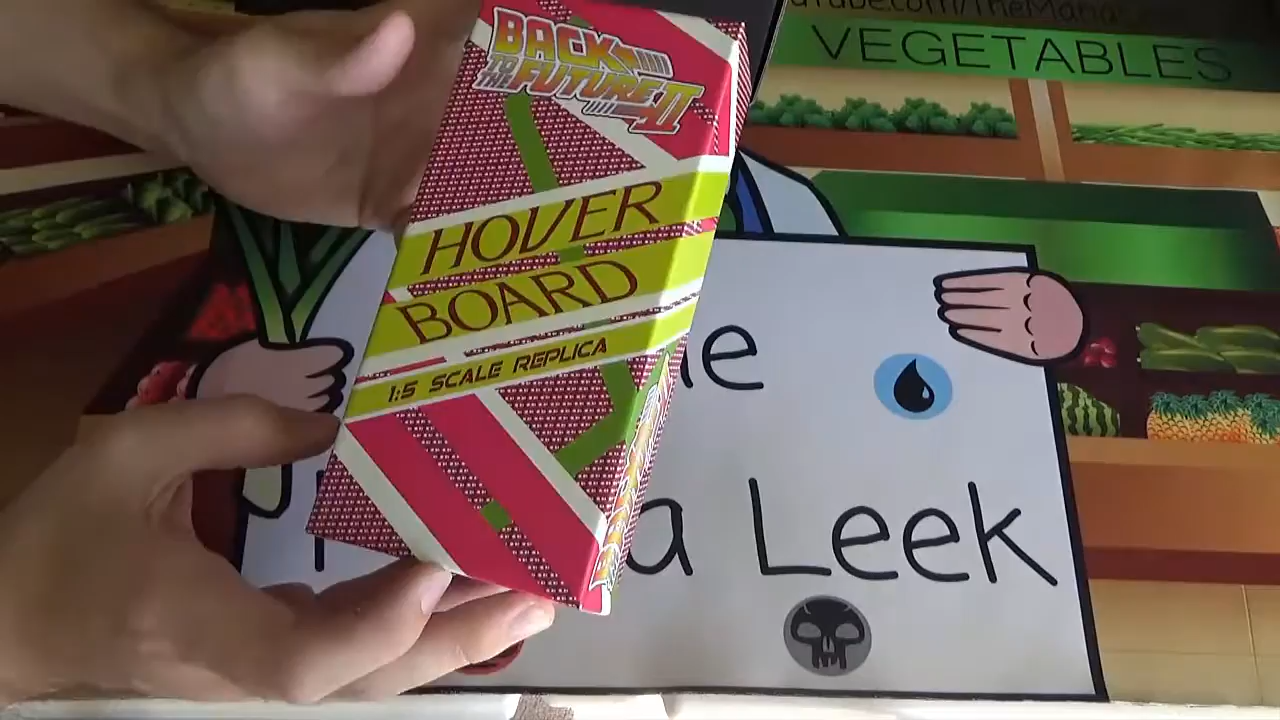 BACK
TO THE FUTURE II
HOVER
BOARD
1:5 SCALE REPLICA
VEGETABLES
a Leek